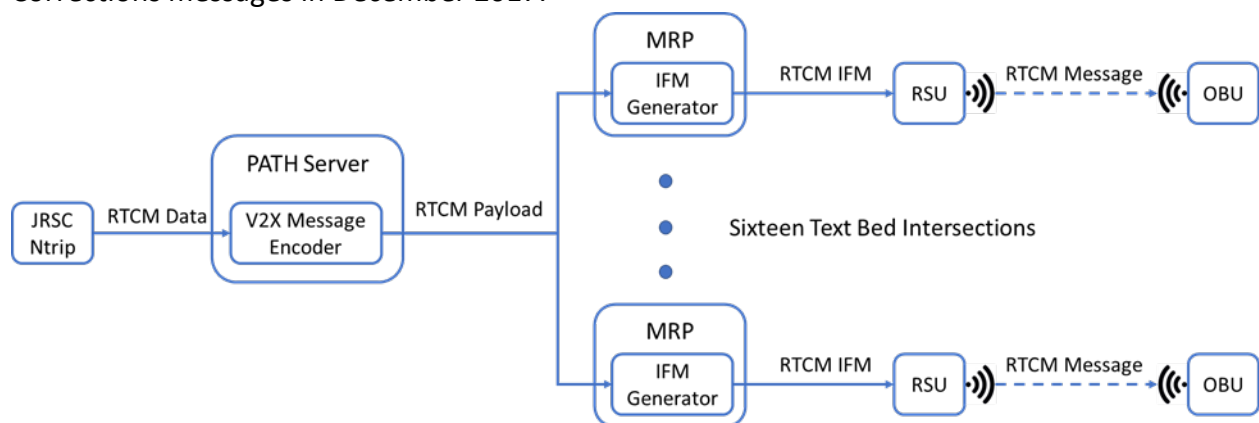 MRP
IFM
Generator
RTCM IFM
RSU
RTCM Message
OBU
PATH Server
JRSC
Ntrip
RTCM Data
V2X Message
Encoder
RTCM Payload
Sixteen Text Bed Intersections
MRP
IFM
Generator
RTCM IFM
RSU
RTCM Message
OBU